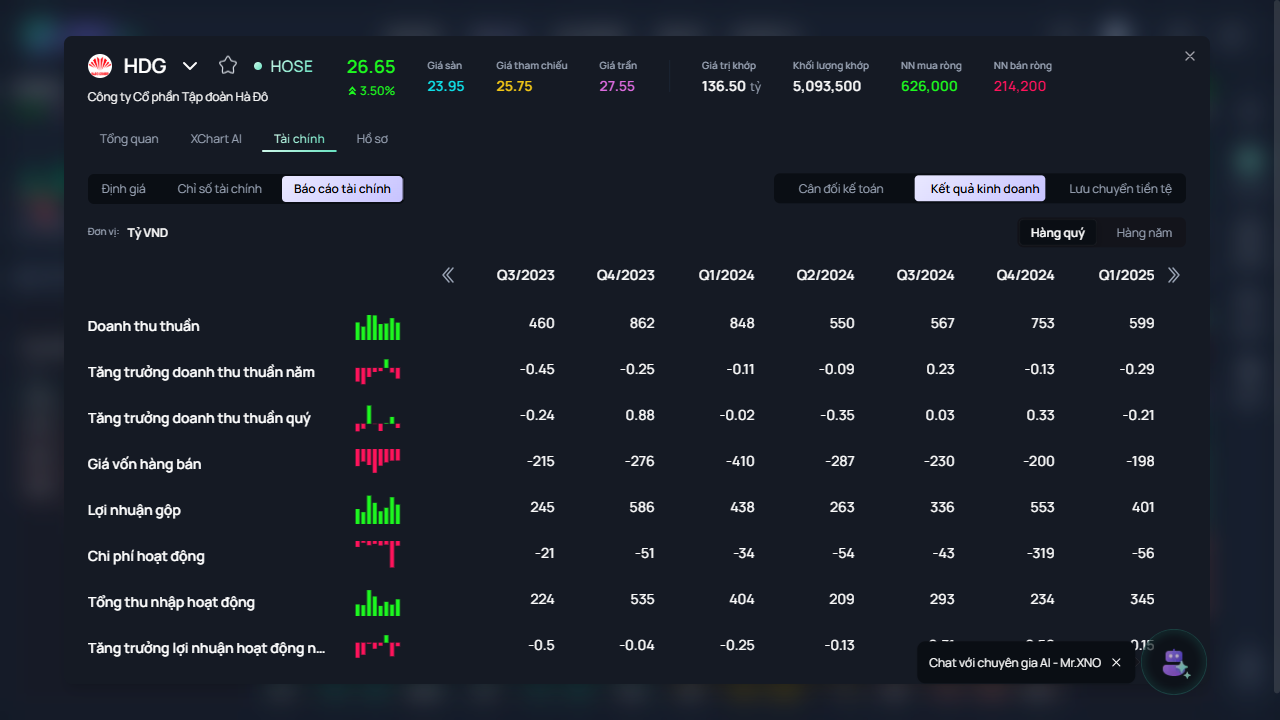 HDG
HOSE
26.65
3.50%
Công ty Cổ phần Tập đoàn Hà Đô
Giá sàn
23.95
Giá tham chiếu
25.75
Giá trần
27.55
Giá trị khớp
136.50 tỷ
Khối lượng khớp
5,093,500
NN mua ròng
626,000
NN bán ròng
214,200
Tổng quan XChart AI Tài chính Hồ sơ
Định giá Chỉ số tài chính Báo cáo tài chính Cân đối kế toán Kết quả kinh doanh Lưu chuyển tiền tệ
Đơn vị: Tỷ VND Hàng quý Hàng năm
Q3/2023 Q4/2023 Q1/2024 Q2/2024 Q3/2024 Q4/2024 Q1/2025
Doanh thu thuần 460 862 848 550 567 753 599
Tăng trưởng doanh thu thuần năm -0.45 -0.25 -0.11 -0.09 0.23 -0.13 -0.29
Tăng trưởng doanh thu thuần quý -0.24 0.88 -0.02 -0.35 0.03 0.33 -0.21
Giá vốn hàng bán -215 -276 -410 -287 -230 -200 -198
Lợi nhuận gộp 245 586 438 263 336 553 401
Chi phí hoạt động -21 -51 -34 -54 -43 -319 -56
Tổng thu nhập hoạt động 224 535 404 209 293 234 345
Tăng trưởng lợi nhuận hoạt động n... -0.5 -0.04 -0.25 -0.13
Chat với chuyên gia AI - Mr.XNO